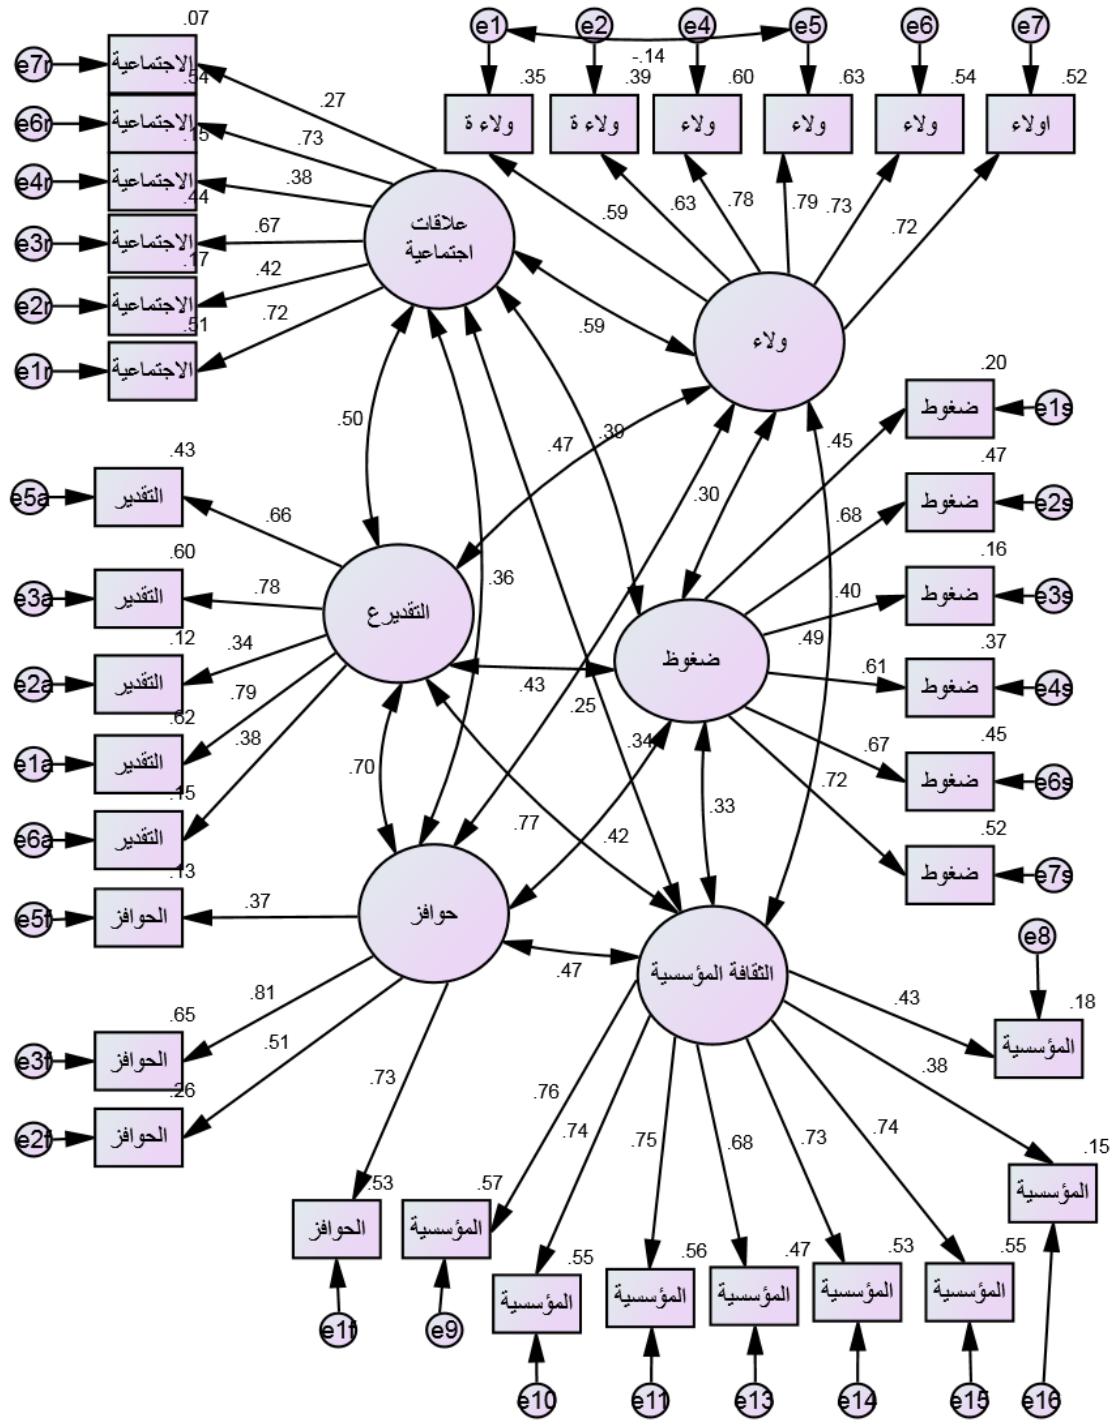 .07
e7r
الاجتماعية
.54
e6r
الاجتماعية
.15
e4r
الاجتماعية
.44
e3r
الاجتماعية
.17
e2r
الاجتماعية
.51
e1r
الاجتماعية
.27
.73
.38
.67
.42
.72
علاقات
اجتماعية
e1
e2
e4
e5
e6
e7
-.14
.35
.39
.60
.63
.54
.52
ولاء ة
ولاء ة
ولاء
ولاء
ولاء
اولاء
.59
.63
.78
.79
.73
.72
ولاء
.59
.50
.47
.39
.30
.36
.49
.43
.25
.34
.70
.77
.42
.33
.47
.43
e5a
التقدير
.66
.60
e3a
التقدير
.78
.12
e2a
التقدير
.34
.62
e1a
التقدير
.79
.15
e6a
التقدير
.38
التقديرع
.20
ضغوط
e1s
.45
.47
ضغوط
e2s
.68
.16
ضغوط
e3s
.40
.37
ضغوط
e4s
.61
.45
ضغوط
e6s
.67
.52
ضغوط
e7s
.72
ضغوظ
.13
e5f
الحوافز
.37
.65
e3f
الحوافز
.81
.26
e2f
الحوافز
.51
.53
الحوافز
e1f
.73
حوافز
الثقافة المؤسسية
e8
.18
المؤسسية
.43
.15
المؤسسية
e16
.38
.57
المؤسسية
e9
.76
.55
المؤسسية
e10
.74
.56
المؤسسية
e11
.75
.47
المؤسسية
e13
.68
.53
المؤسسية
e14
.73
.55
المؤسسية
e15
.74